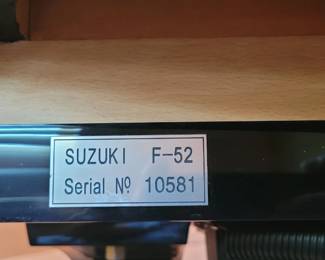 SUZUKI F-52
Serial Nº 10581